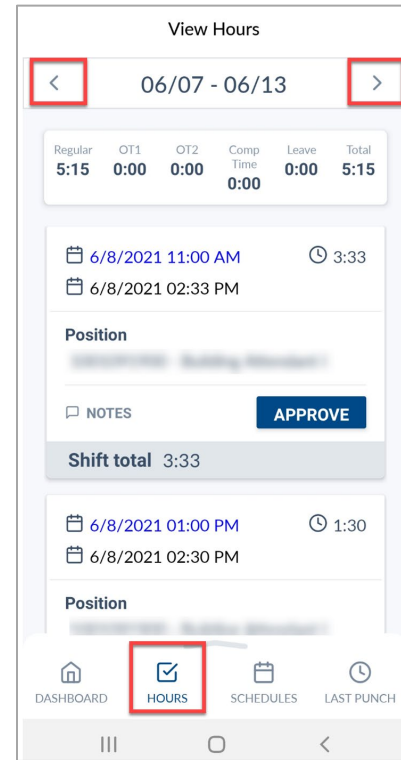 View Hours
06/07 - 06/13
Regular OT1 OT2 Comp Time Leave Total
5:15 0:00 0:00 0:00 0:00 5:15
6/8/2021 11:00 AM 3:33
6/8/2021 02:33 PM
Position
NOTES APPROVE
Shift total 3:33
6/8/2021 01:00 PM 1:30
6/8/2021 02:30 PM
Position
DASHBOARD HOURS SCHEDULES LAST PUNCH